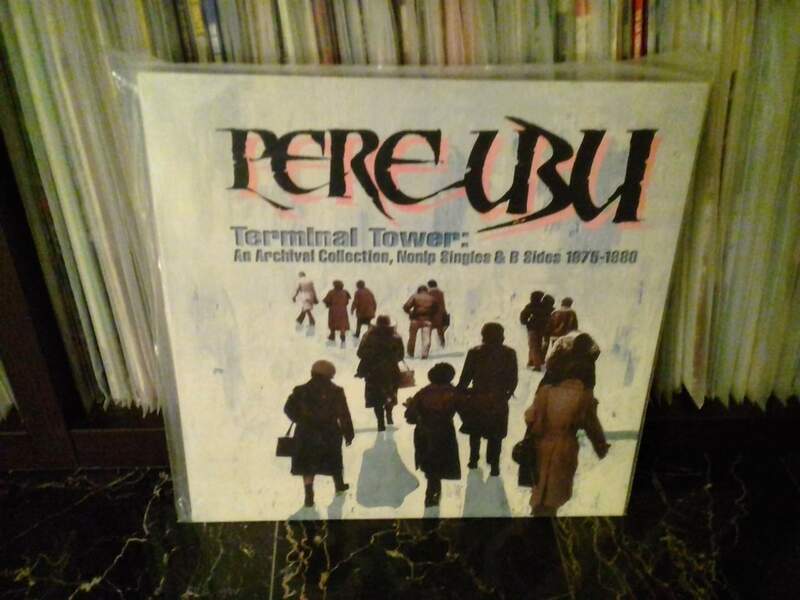 PERE UBU
Terminal Tower:
An Archival Collection, Nonlp Singles & B Sides 1975-1980